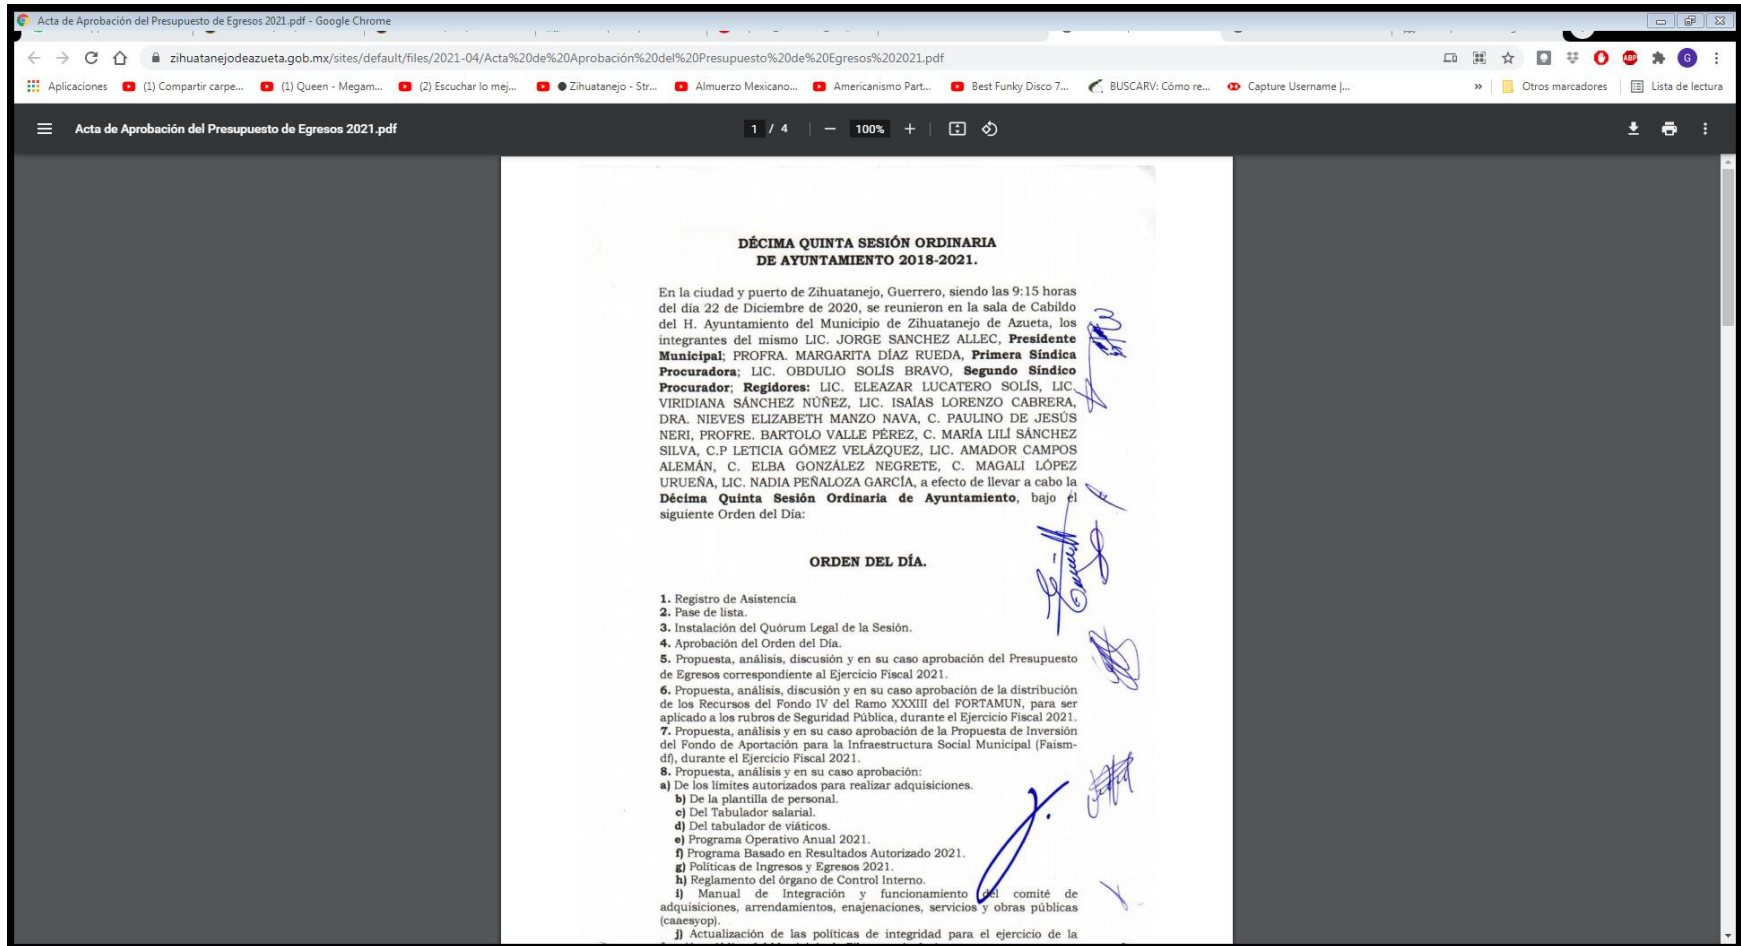 Acta de Aprobación del Presupuesto de Egresos 2021.pdf - Google Chrome
zihuatanejodeazueta.gob.mx/sites/default/files/2021-04/Acta%20de%20Aprobación%20del%20Presupuesto%20de%20Egresos%202021.pdf
ABP G
Aplicaciones (1) Compartir carpe... (1) Queen - Megam... (2) Escuchar lo mej... Zihuatanejo - Str... Almuerzo Mexicano... Americanismo Part... Best Funky Disco 7... BUSCARV: Cómo re... Capture Username |... » Otros marcadores Lista de lectura
Acta de Aprobación del Presupuesto de Egresos 2021.pdf 1 / 4 | − 100% + |
DÉCIMA QUINTA SESIÓN ORDINARIA
DE AYUNTAMIENTO 2018-2021.
En la ciudad y puerto de Zihuatanejo, Guerrero, siendo las 9:15 horas
del día 22 de Diciembre de 2020, se reunieron en la sala de Cabildo
del H. Ayuntamiento del Municipio de Zihuatanejo de Azueta, los
integrantes del mismo LIC. JORGE SANCHEZ ALLEC, Presidente
Municipal; PROFRA. MARGARITA DÍAZ RUEDA, Primera Síndica
Procuradora; LIC. OBDULIO SOLÍS BRAVO, Segundo Síndico
Procurador; Regidores: LIC. ELEAZAR LUCATERO SOLÍS, LIC.
VIRIDIANA SÁNCHEZ NÚÑEZ, LIC. ISAÍAS LORENZO CABRERA,
DRA. NIEVES ELIZABETH MANZO NAVA, C. PAULINO DE JESÚS
NERI, PROFRE. BARTOLO VALLE PÉREZ, C. MARÍA LILÍ SÁNCHEZ
SILVA, C.P LETICIA GÓMEZ VELÁZQUEZ, LIC. AMADOR CAMPOS
ALEMÁN, C. ELBA GONZÁLEZ NEGRETE, C. MAGALI LÓPEZ
URUEÑA, LIC. NADIA PEÑALOZA GARCÍA, a efecto de llevar a cabo la
Décima Quinta Sesión Ordinaria de Ayuntamiento, bajo el
siguiente Orden del Día:
ORDEN DEL DÍA.
1. Registro de Asistencia
2. Pase de lista.
3. Instalación del Quórum Legal de la Sesión.
4. Aprobación del Orden del Día.
5. Propuesta, análisis, discusión y en su caso aprobación del Presupuesto
de Egresos correspondiente al Ejercicio Fiscal 2021.
6. Propuesta, análisis, discusión y en su caso aprobación de la distribución
de los Recursos del Fondo IV del Ramo XXXIII del FORTAMUN, para ser
aplicado a los rubros de Seguridad Pública, durante el Ejercicio Fiscal 2021.
7. Propuesta, análisis y en su caso aprobación de la Propuesta de Inversión
del Fondo de Aportación para la Infraestructura Social Municipal (Faism-
df), durante el Ejercicio Fiscal 2021.
8. Propuesta, análisis y en su caso aprobación:
a) De los límites autorizados para realizar adquisiciones.
b) De la plantilla de personal.
c) Del Tabulador salarial.
d) Del tabulador de viáticos.
e) Programa Operativo Anual 2021.
f) Programa Basado en Resultados Autorizado 2021.
g) Políticas de Ingresos y Egresos 2021.
h) Reglamento del órgano de Control Interno.
i) Manual de Integración y funcionamiento del comité de
adquisiciones, arrendamientos, enajenaciones, servicios y obras públicas
(caaesyop).
j) Actualización de las políticas de integridad para el ejercicio de la